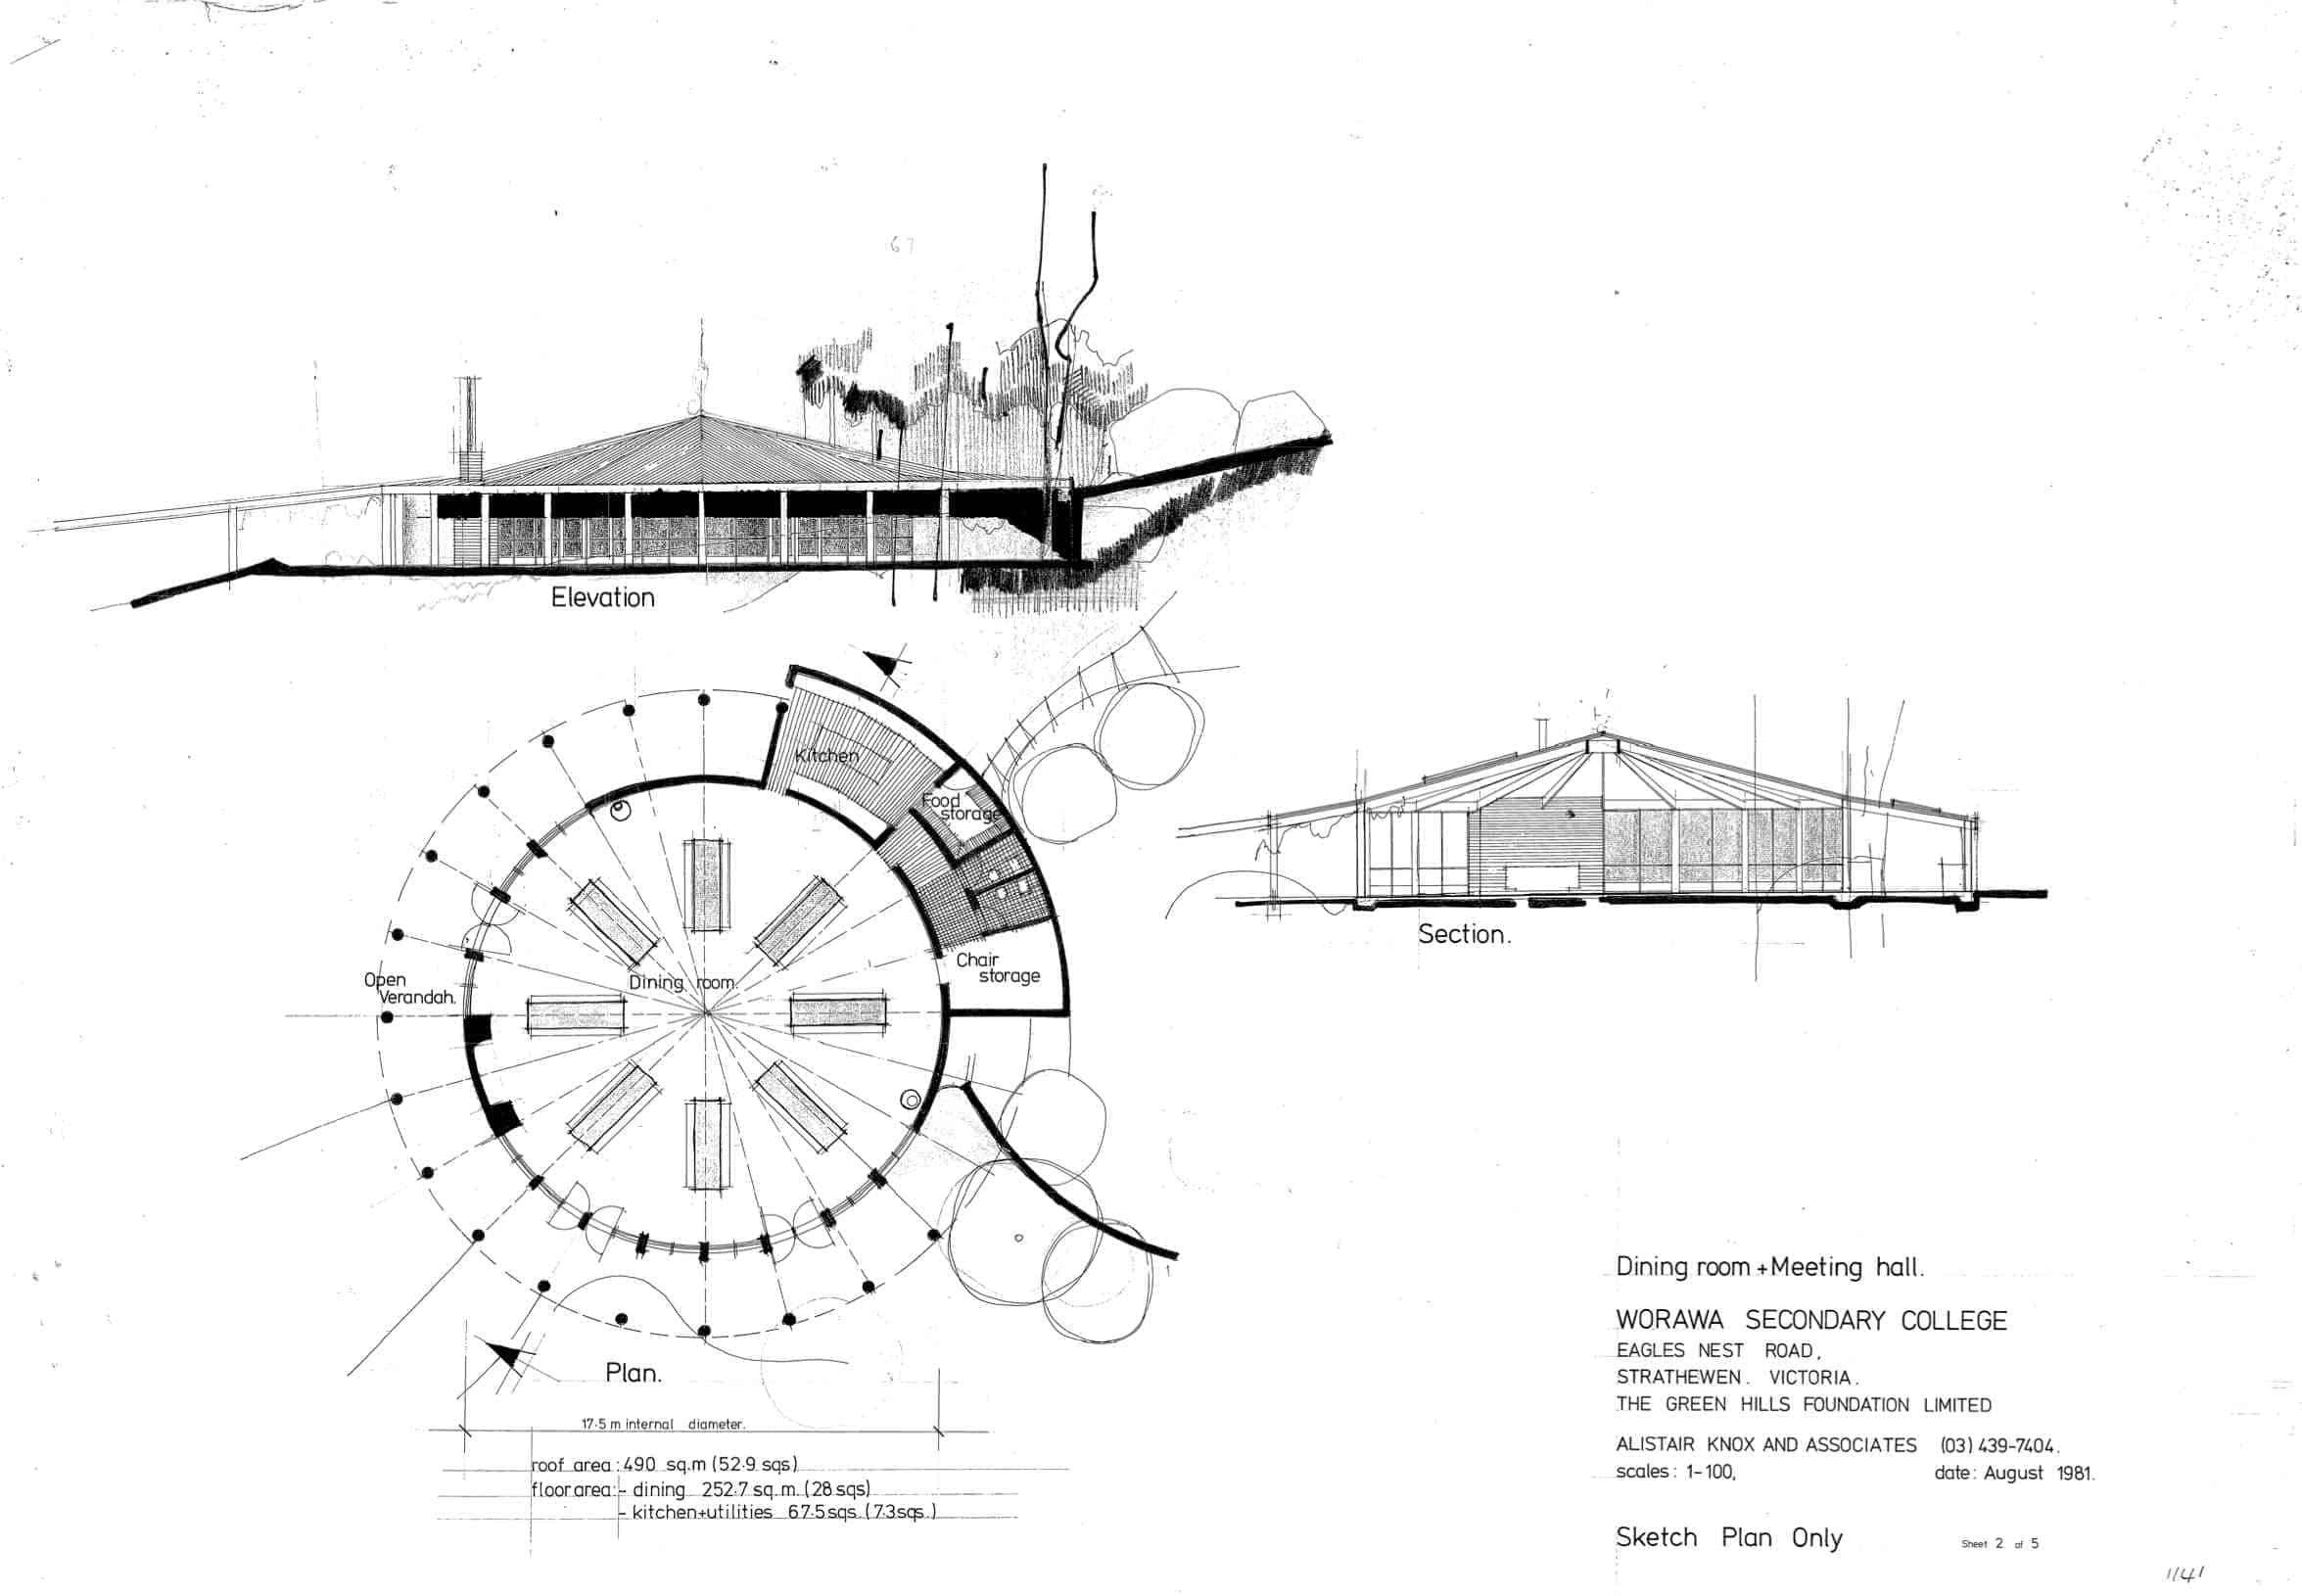 67
Elevation
Kitchen
Food
storage
Chair
storage
Dining room.
Open
Verandah.
Section.
Plan.
17·5 m internal diameter.
roof area : 490 sq.m (52·9 sqs)
floor area:- dining 252·7 sq.m. (28 sqs)
- kitchen+utilities 67·5 sqs. (7·3 sqs.)
Dining room + Meeting hall.
WORAWA SECONDARY COLLEGE
EAGLES NEST ROAD,
STRATHEWEN. VICTORIA.
THE GREEN HILLS FOUNDATION LIMITED
ALISTAIR KNOX AND ASSOCIATES (03) 439-7404.
scales: 1-100, date: August 1981.
Sketch Plan Only Sheet 2 of 5
1141